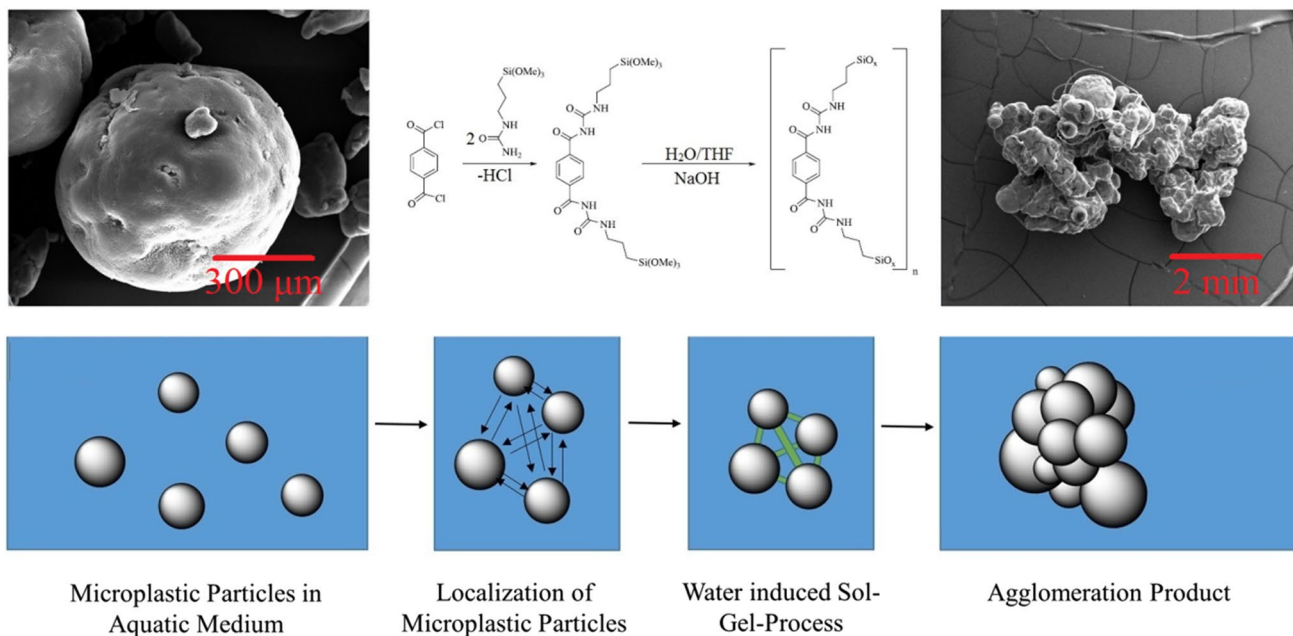 300 μm
Si(OMe)₃
NH
O
NH₂
2
-HCl
Cl
O
O
Cl
Si(OMe)₃
NH
O
NH
O
O
NH
O
NH
Si(OMe)₃
H₂O/THF
NaOH
SiOₓ
NH
O
NH
O
O
NH
O
NH
SiOₓ
n
2 mm
Microplastic Particles in
Aquatic Medium
Localization of
Microplastic Particles
Water induced Sol-
Gel-Process
Agglomeration Product